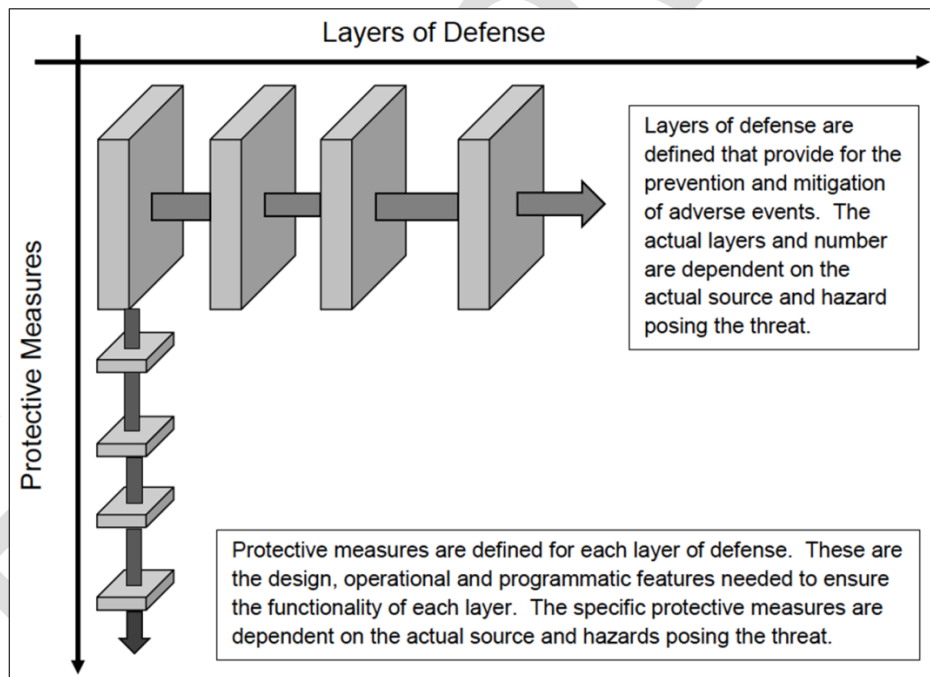 Layers of Defense
Layers of defense are
defined that provide for the
prevention and mitigation
of adverse events.  The
actual layers and number
are dependent on the
actual source and hazard
posing the threat.
Protective Measures
Protective measures are defined for each layer of defense.  These are
the design, operational and programmatic features needed to ensure
the functionality of each layer.  The specific protective measures are
dependent on the actual source and hazards posing the threat.